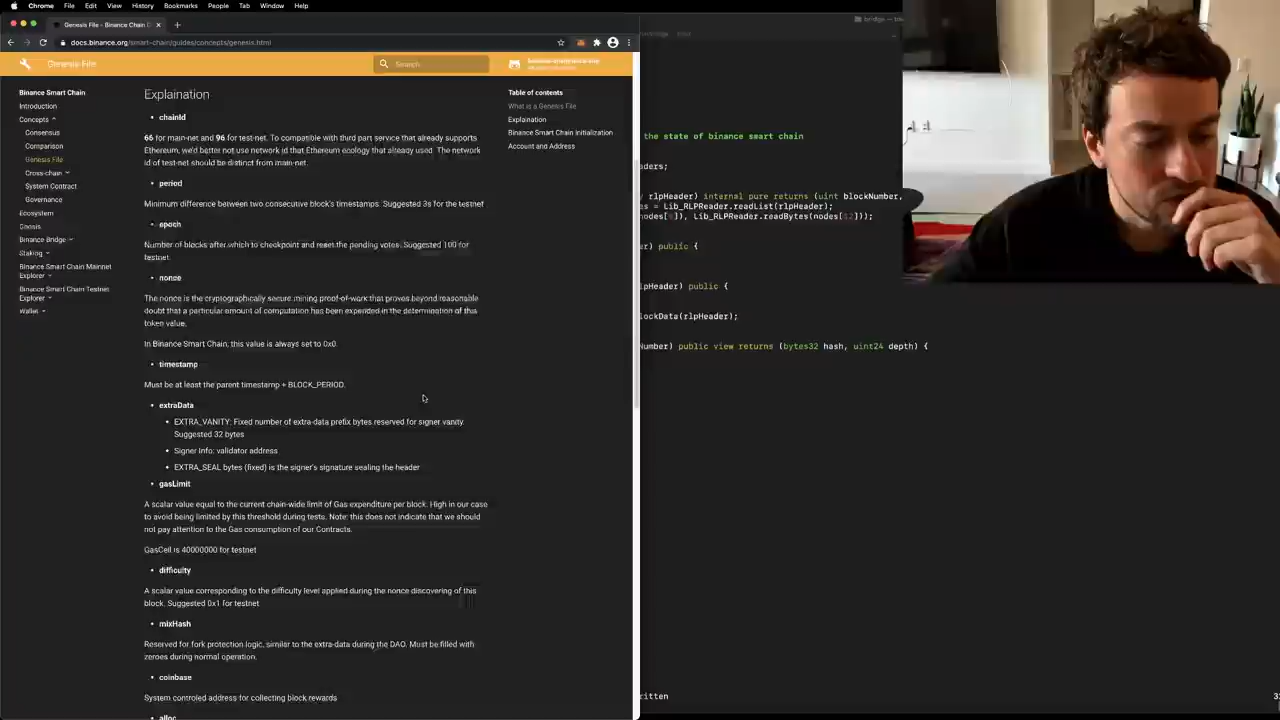 Chrome File Edit View History Bookmarks People Tab Window Help
Genesis File - Binance Chain D
docs.binance.org/smart-chain/guides/concepts/genesis.html
Genesis File
Search
Binance Smart Chain
Introduction
Concepts
Consensus
Comparison
Genesis File
Cross-chain
System Contract
Governance
Ecosystem
Binance Bridge
Staking
Binance Smart Chain Mainnet
Explorer
Binance Smart Chain Testnet
Explorer
Wallet
Explaination
chainId
66 for main-net and 96 for test-net. To compatible with third part service that already supports
Ethereum, we'd better not use network id that Ethereum ecology that already used. The network
id of test-net should be distinct from main-net.
period
Minimum difference between two consecutive block's timestamps. Suggested 3s for the testnet
epoch
Number of blocks after which to checkpoint and reset the pending votes. Suggested 100 for
testnet.
nonce
The nonce is the cryptographically secure mining proof-of-work that proves beyond reasonable
doubt that a particular amount of computation has been expended in the determination of this
token value.
In Binance Smart Chain, this value is always set to 0x0.
timestamp
Must be at least the parent timestamp + BLOCK_PERIOD.
extraData
EXTRA_VANITY: Fixed number of extra-data prefix bytes reserved for signer vanity.
Suggested 32 bytes
Signer Info: validator address
EXTRA_SEAL bytes (fixed) is the signer's signature sealing the header
gasLimit
A scalar value equal to the current chain-wide limit of Gas expenditure per block. High in our case
to avoid being limited by this threshold during tests. Note: this does not indicate that we should
not pay attention to the Gas consumption of our Contracts.
GasCeil is 40000000 for testnet
difficulty
A scalar value corresponding to the difficulty level applied during the nonce discovering of this
block. Suggested 0x1 for testnet
mixHash
Reserved for fork protection logic, similar to the extra-data during the DAO. Must be filled with
zeroes during normal operation.
coinbase
System controled address for collecting block rewards
alloc
Table of contents
What is a Genesis File
Explanation
Binance Smart Chain Initialization
Account and Address
bridge
the state of binance smart chain
aders;
rlpHeader) internal pure returns (uint blockNumber,
es = Lib_RLPReader.readList(rlpHeader);
Lib_RLPReader.readBytes(nodes[12]));
er) public {
lpHeader) public {
lockData(rlpHeader);
Number) public view returns (bytes32 hash, uint24 depth) {
ritten